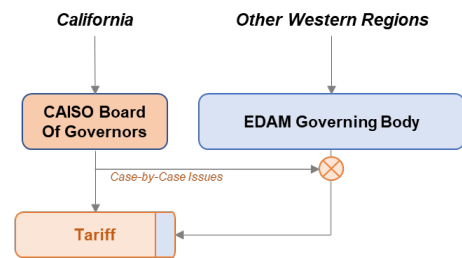 California
Other Western Regions
CAISO Board
Of Governors
EDAM Governing Body
Case-by-Case Issues
Tariff